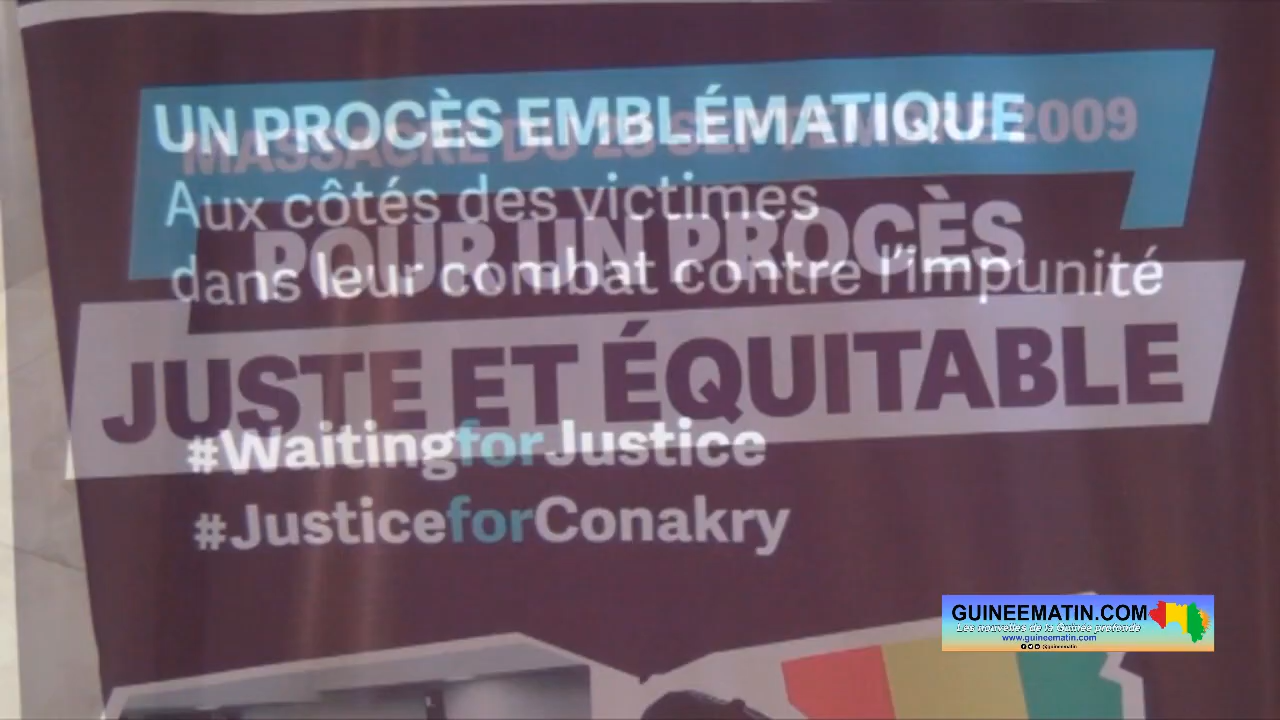 UN PROCÈS EMBLÉMATIQUE
MASSACRE DU 28 SEPTEMBRE 2009
Aux côtés des victimes
POUR UN PROCÈS
dans leur combat contre l'impunité
JUSTE ET ÉQUITABLE
#WaitingforJustice
#JusticeforConakry
GUINEEMATIN.COM
Les nouvelles de la Guinée profonde
www.guineematin.com
@guineematin